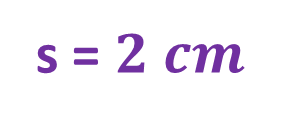 s = 2 cm